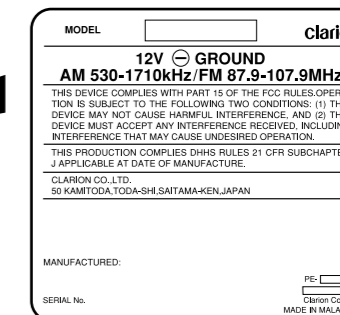 MODEL clari
12V ⊖ GROUND
AM 530-1710kHz/FM 87.9-107.9MHz
THIS DEVICE COMPLIES WITH PART 15 OF THE FCC RULES.OPER
TION IS SUBJECT TO THE FOLLOWING TWO CONDITIONS: (1) TH
DEVICE MAY NOT CAUSE HARMFUL INTERFERENCE, AND (2) TH
DEVICE MUST ACCEPT ANY INTERFERENCE RECEIVED, INCLUDIN
INTERFERENCE THAT MAY CAUSE UNDESIRED OPERATION.
THIS PRODUCTION COMPLIES DHHS RULES 21 CFR SUBCHAPTE
J APPLICABLE AT DATE OF MANUFACTURE.
CLARION CO.,LTD.
50 KAMITODA,TODA-SHI,SAITAMA-KEN,JAPAN
MANUFACTURED:
PE-
SERIAL No. Clarion Co
MADE IN MALA